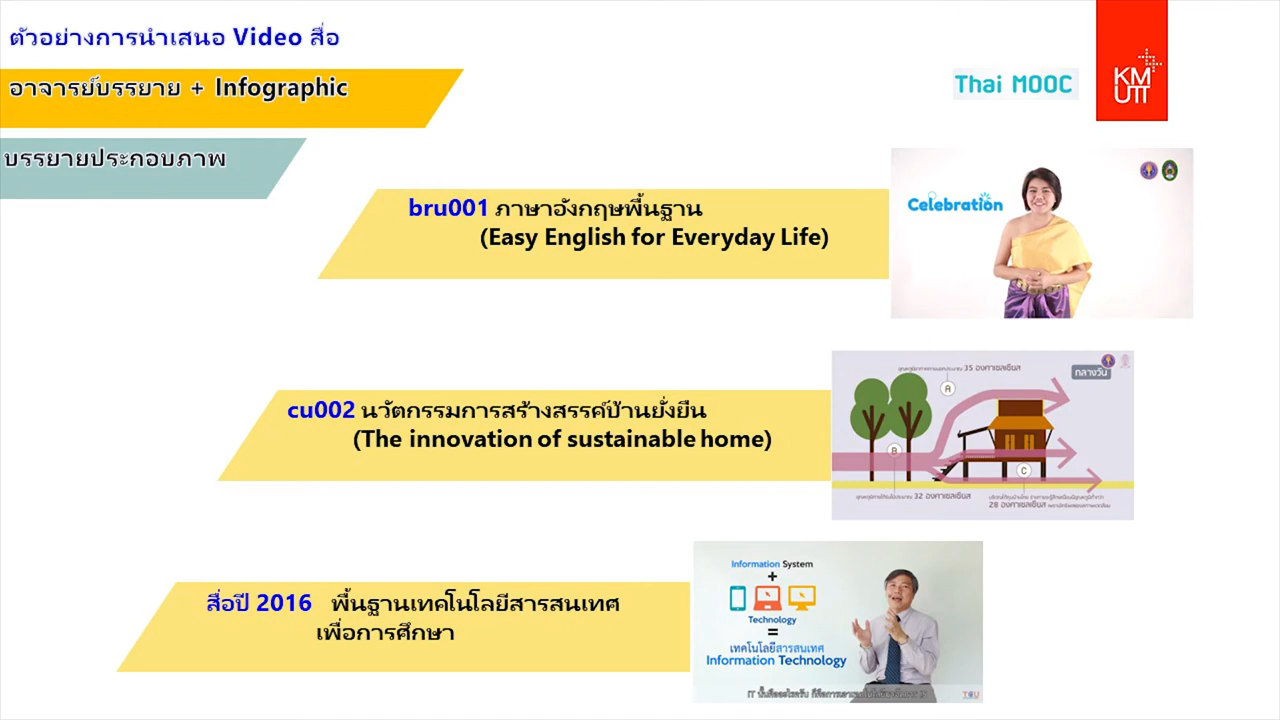 ตัวอย่างการนำเสนอ Video สื่อ
อาจารย์บรรยาย + Infographic
บรรยายประกอบภาพ
Thai MOOC
KM
UTT
bru001 ภาษาอังกฤษพื้นฐาน
(Easy English for Everyday Life)
Celebration
cu002 นวัตกรรมการสร้างสรรค์บ้านยั่งยืน
(The innovation of sustainable home)
35 องศาเซลเซียส
กลางวัน
A
B
C
32 องศาเซลเซียส
28 องศาเซลเซียส
สื่อปี 2016 พื้นฐานเทคโนโลยีสารสนเทศ
เพื่อการศึกษา
Information System
+
Technology
=
เทคโนโลยีสารสนเทศ
Information Technology